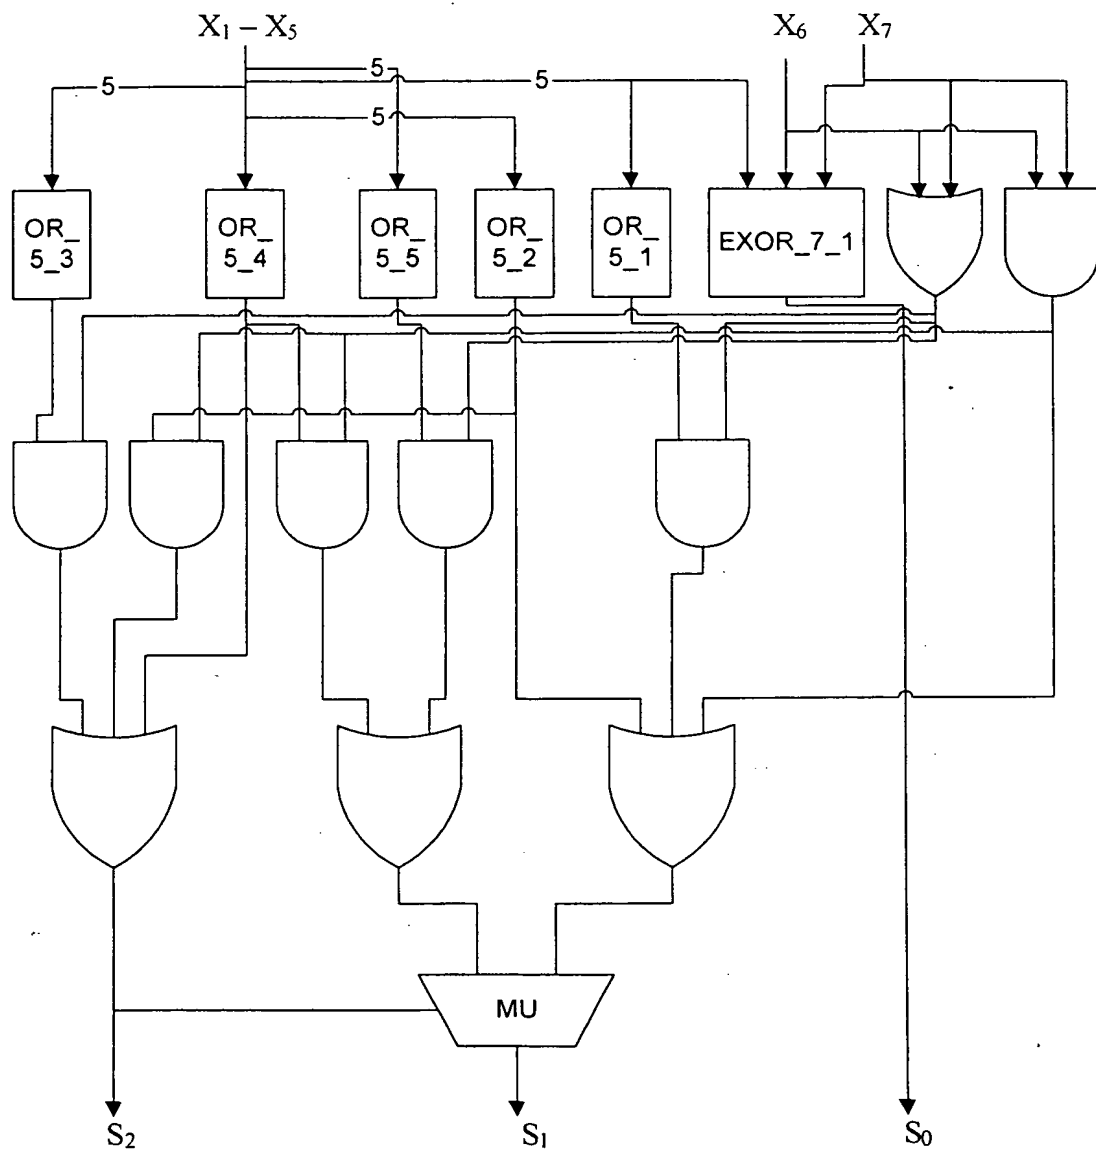 X₁ – X₅
X₆
X₇
5
5
5
5
OR_
5_3
OR_
5_4
OR_
5_5
OR_
5_2
OR_
5_1
EXOR_7_1
MU
S₂
S₁
S₀